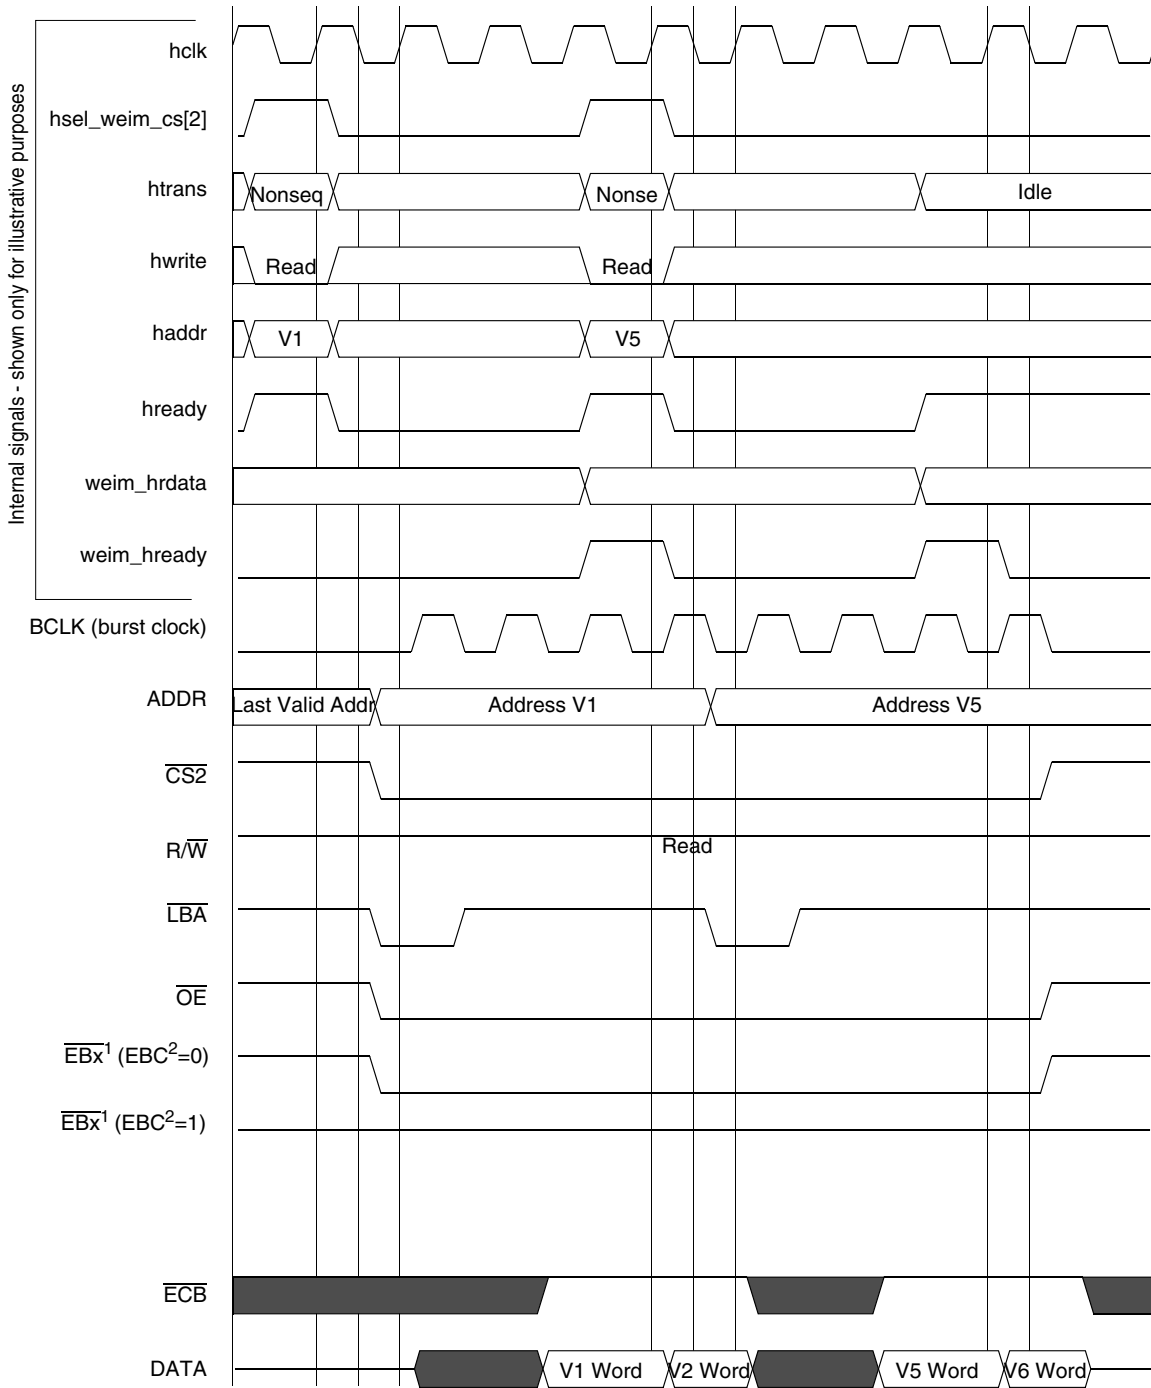 Internal signals - shown only for illustrative purposes
hclk
hsel_weim_cs[2]
htrans Nonseq Nonse Idle
hwrite Read Read
haddr V1 V5
hready
weim_hrdata
weim_hready
BCLK (burst clock)
ADDR Last Valid Addr Address V1 Address V5
CS2
R/W Read
LBA
OE
EBx1 (EBC2=0)
EBx1 (EBC2=1)
ECB
DATA V1 Word V2 Word V5 Word V6 Word